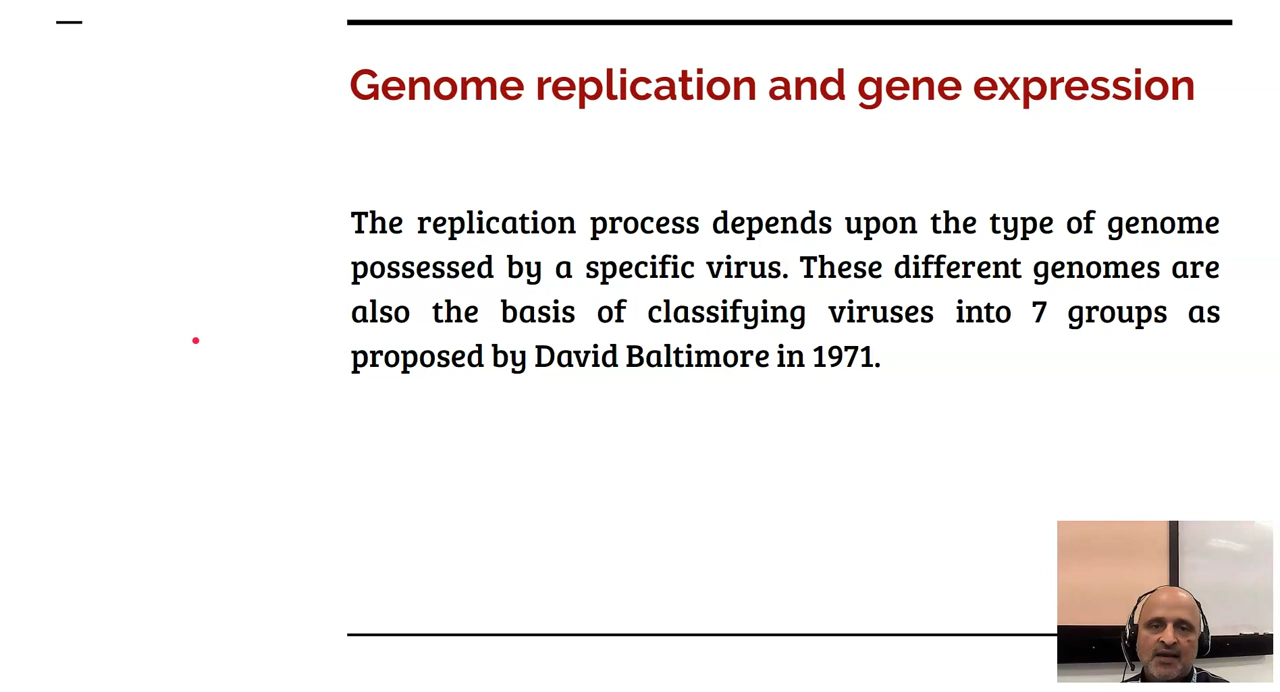 Genome replication and gene expression
The replication process depends upon the type of genome
possessed by a specific virus. These different genomes are
also the basis of classifying viruses into 7 groups as
proposed by David Baltimore in 1971.